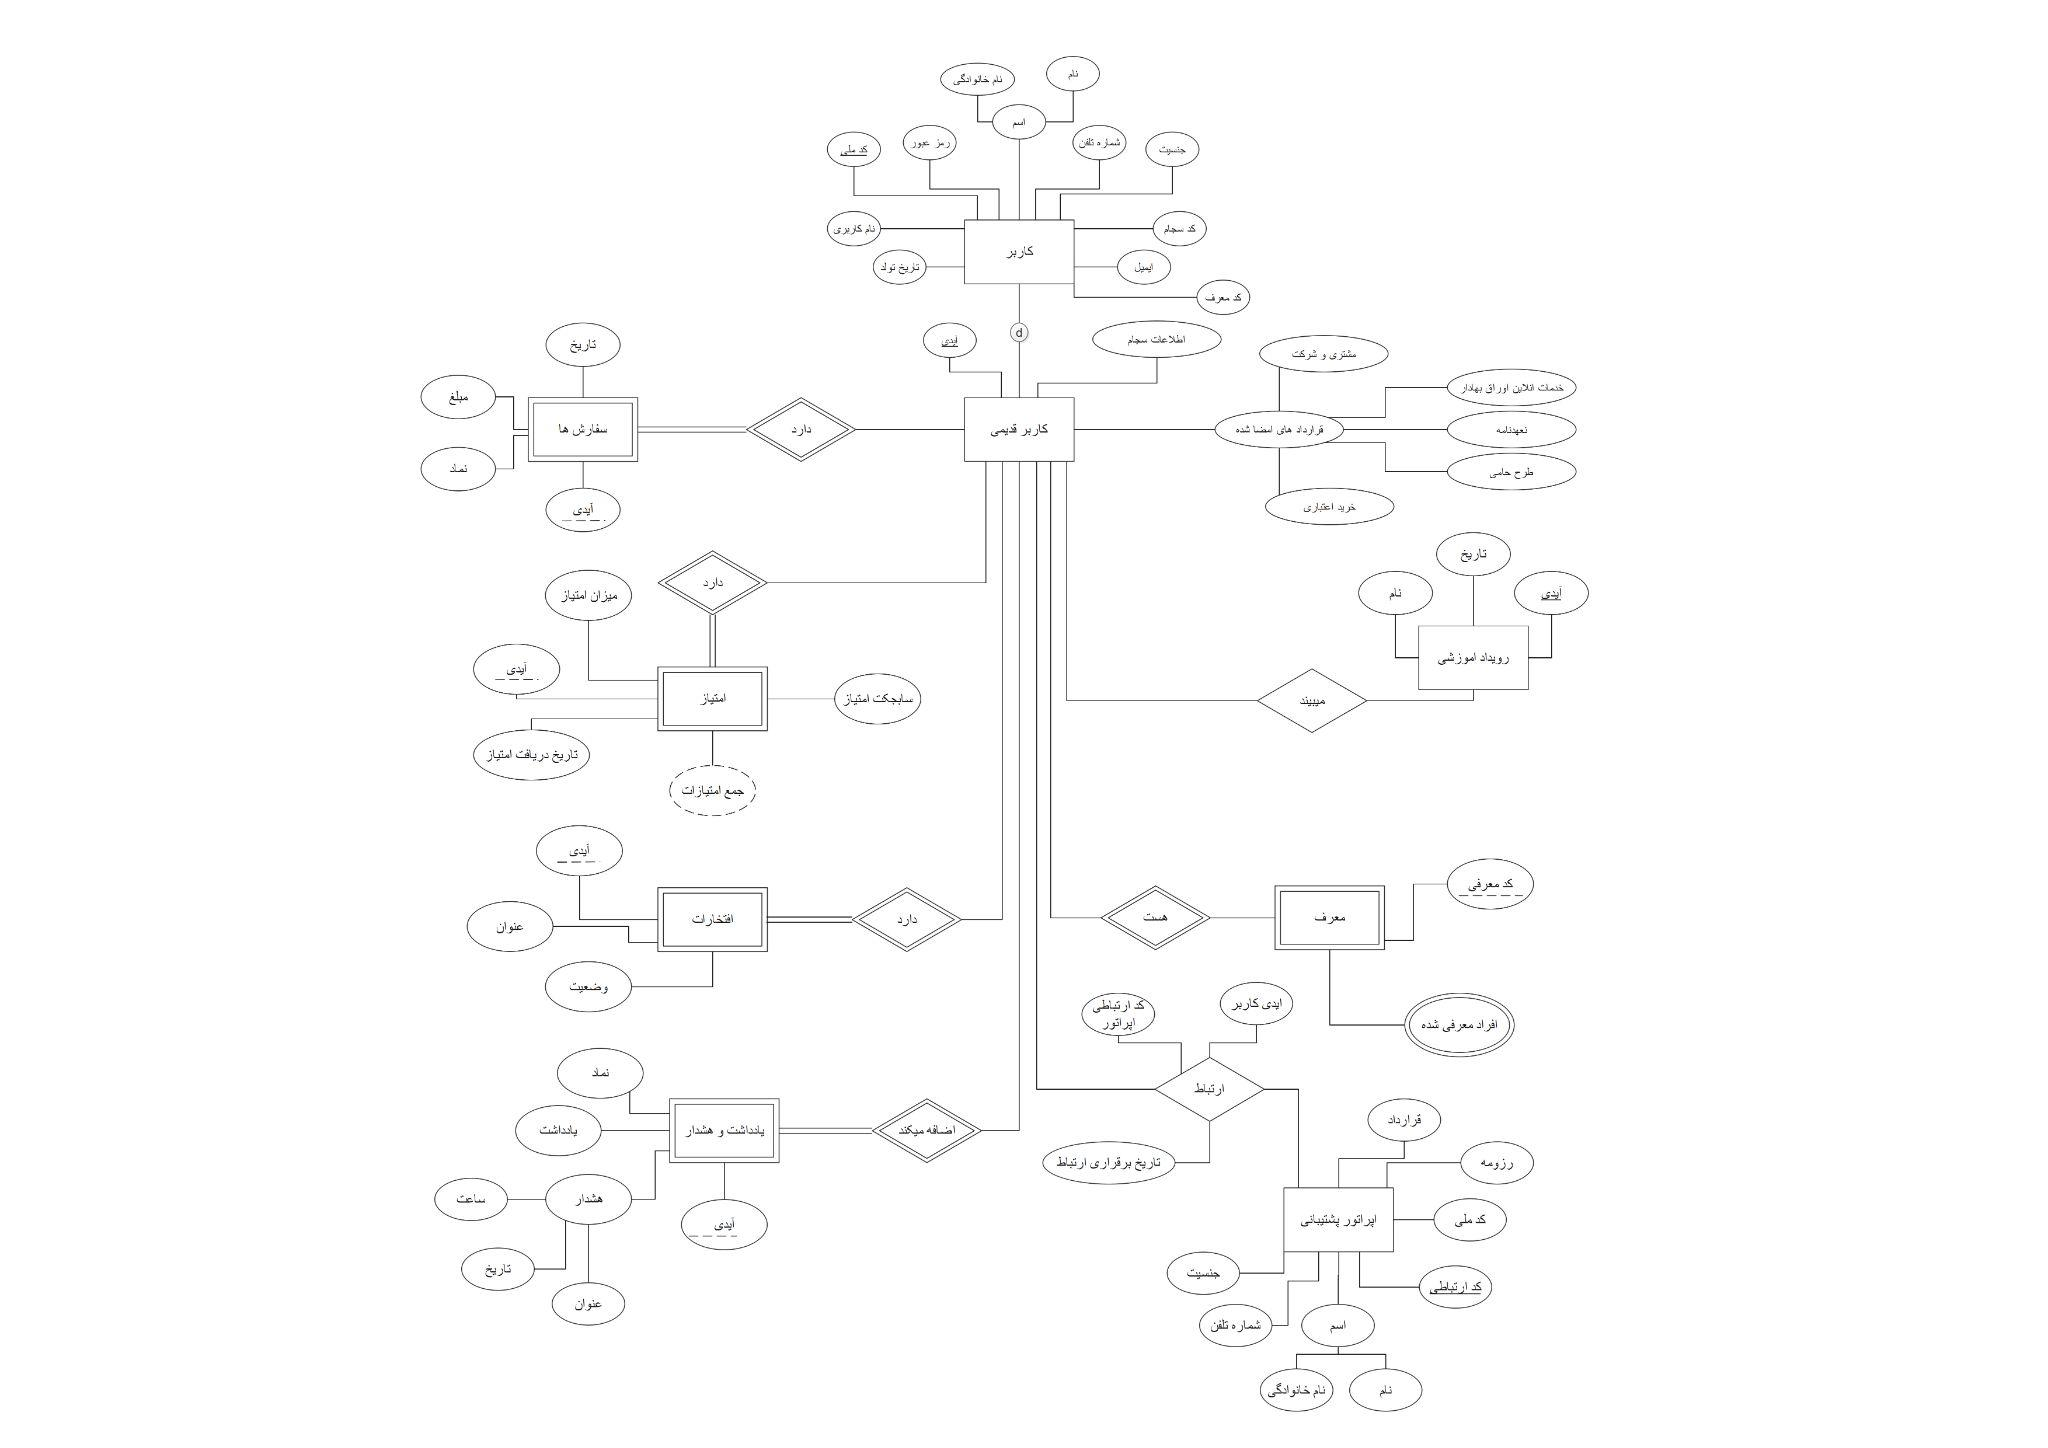 نام
نام خانوادگی
اسم
جنسیت
شماره تلفن
رمز عبور
کد ملی
کد سجام
نام کاربری
کاربر
ایمیل
تاریخ تولد
کد معرف
d
اطلاعات سجام
آیدی
تاریخ
مشتری و شرکت
خدمات انلاین اوراق بهادار
مبلغ
قرارداد های امضا شده
تعهدنامه
کاربر قدیمی
دارد
سفارش ها
طرح حامی
نماد
خرید اعتباری
آیدی
تاریخ
آیدی
نام
رویداد اموزشی
میبیند
دارد
میزان امتیاز
آیدی
امتیاز
سابجکت امتیاز
تاریخ دریافت امتیاز
جمع امتیازات
آیدی
عنوان
افتخارات
دارد
وضعیت
هست
معرف
کد معرفی
افراد معرفی شده
ایدی کاربر
کد ارتباطی
اپراتور
ارتباط
تاریخ برقراری ارتباط
نماد
یادداشت
یادداشت و هشدار
اضافه میکند
هشدار
ساعت
آیدی
تاریخ
عنوان
قرارداد
رزومه
اپراتور پشتیبانی
کد ملی
کد ارتباطی
جنسیت
شماره تلفن
اسم
نام
نام خانوادگی